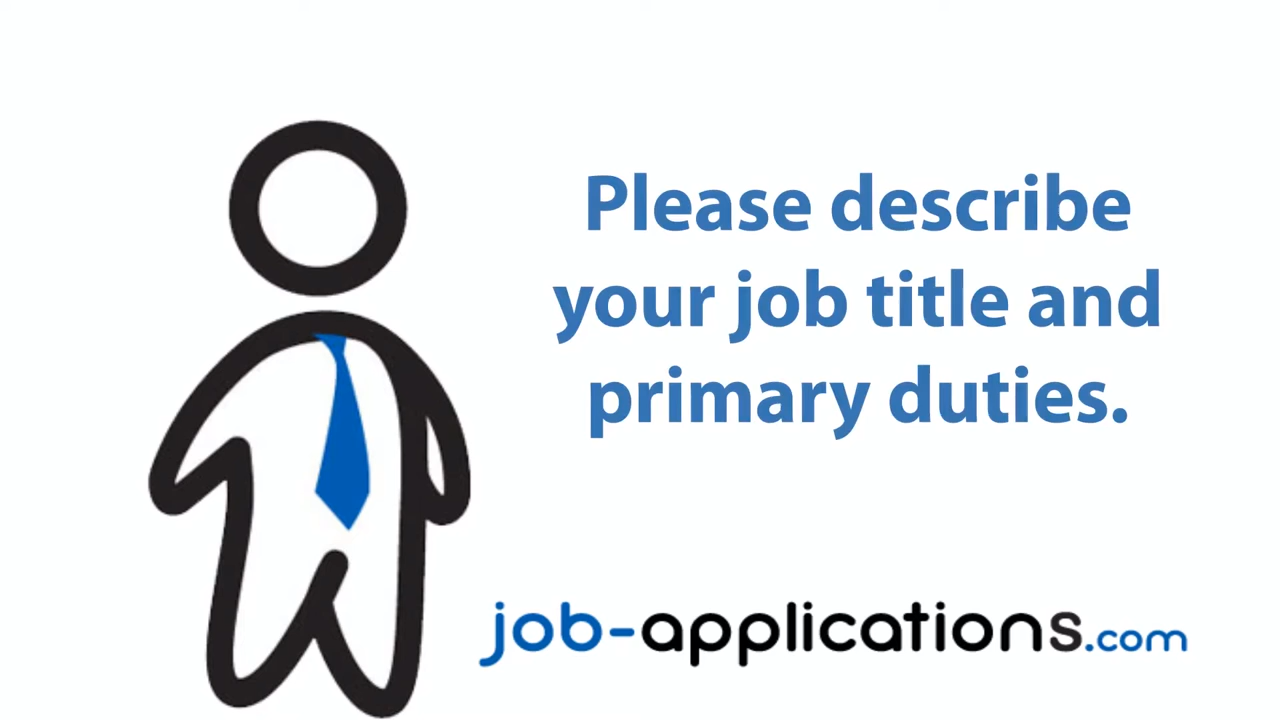 Please describe
your job title and
primary duties.
job-applications.com